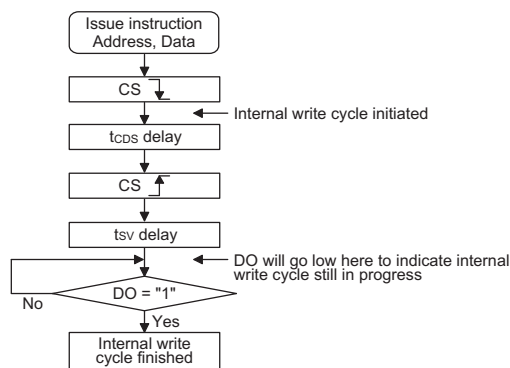 Issue instruction
Address, Data
CS
Internal write cycle initiated
tCDS delay
CS
tSV delay
DO will go low here to indicate internal
write cycle still in progress
DO = "1"
No
Yes
Internal write
cycle finished